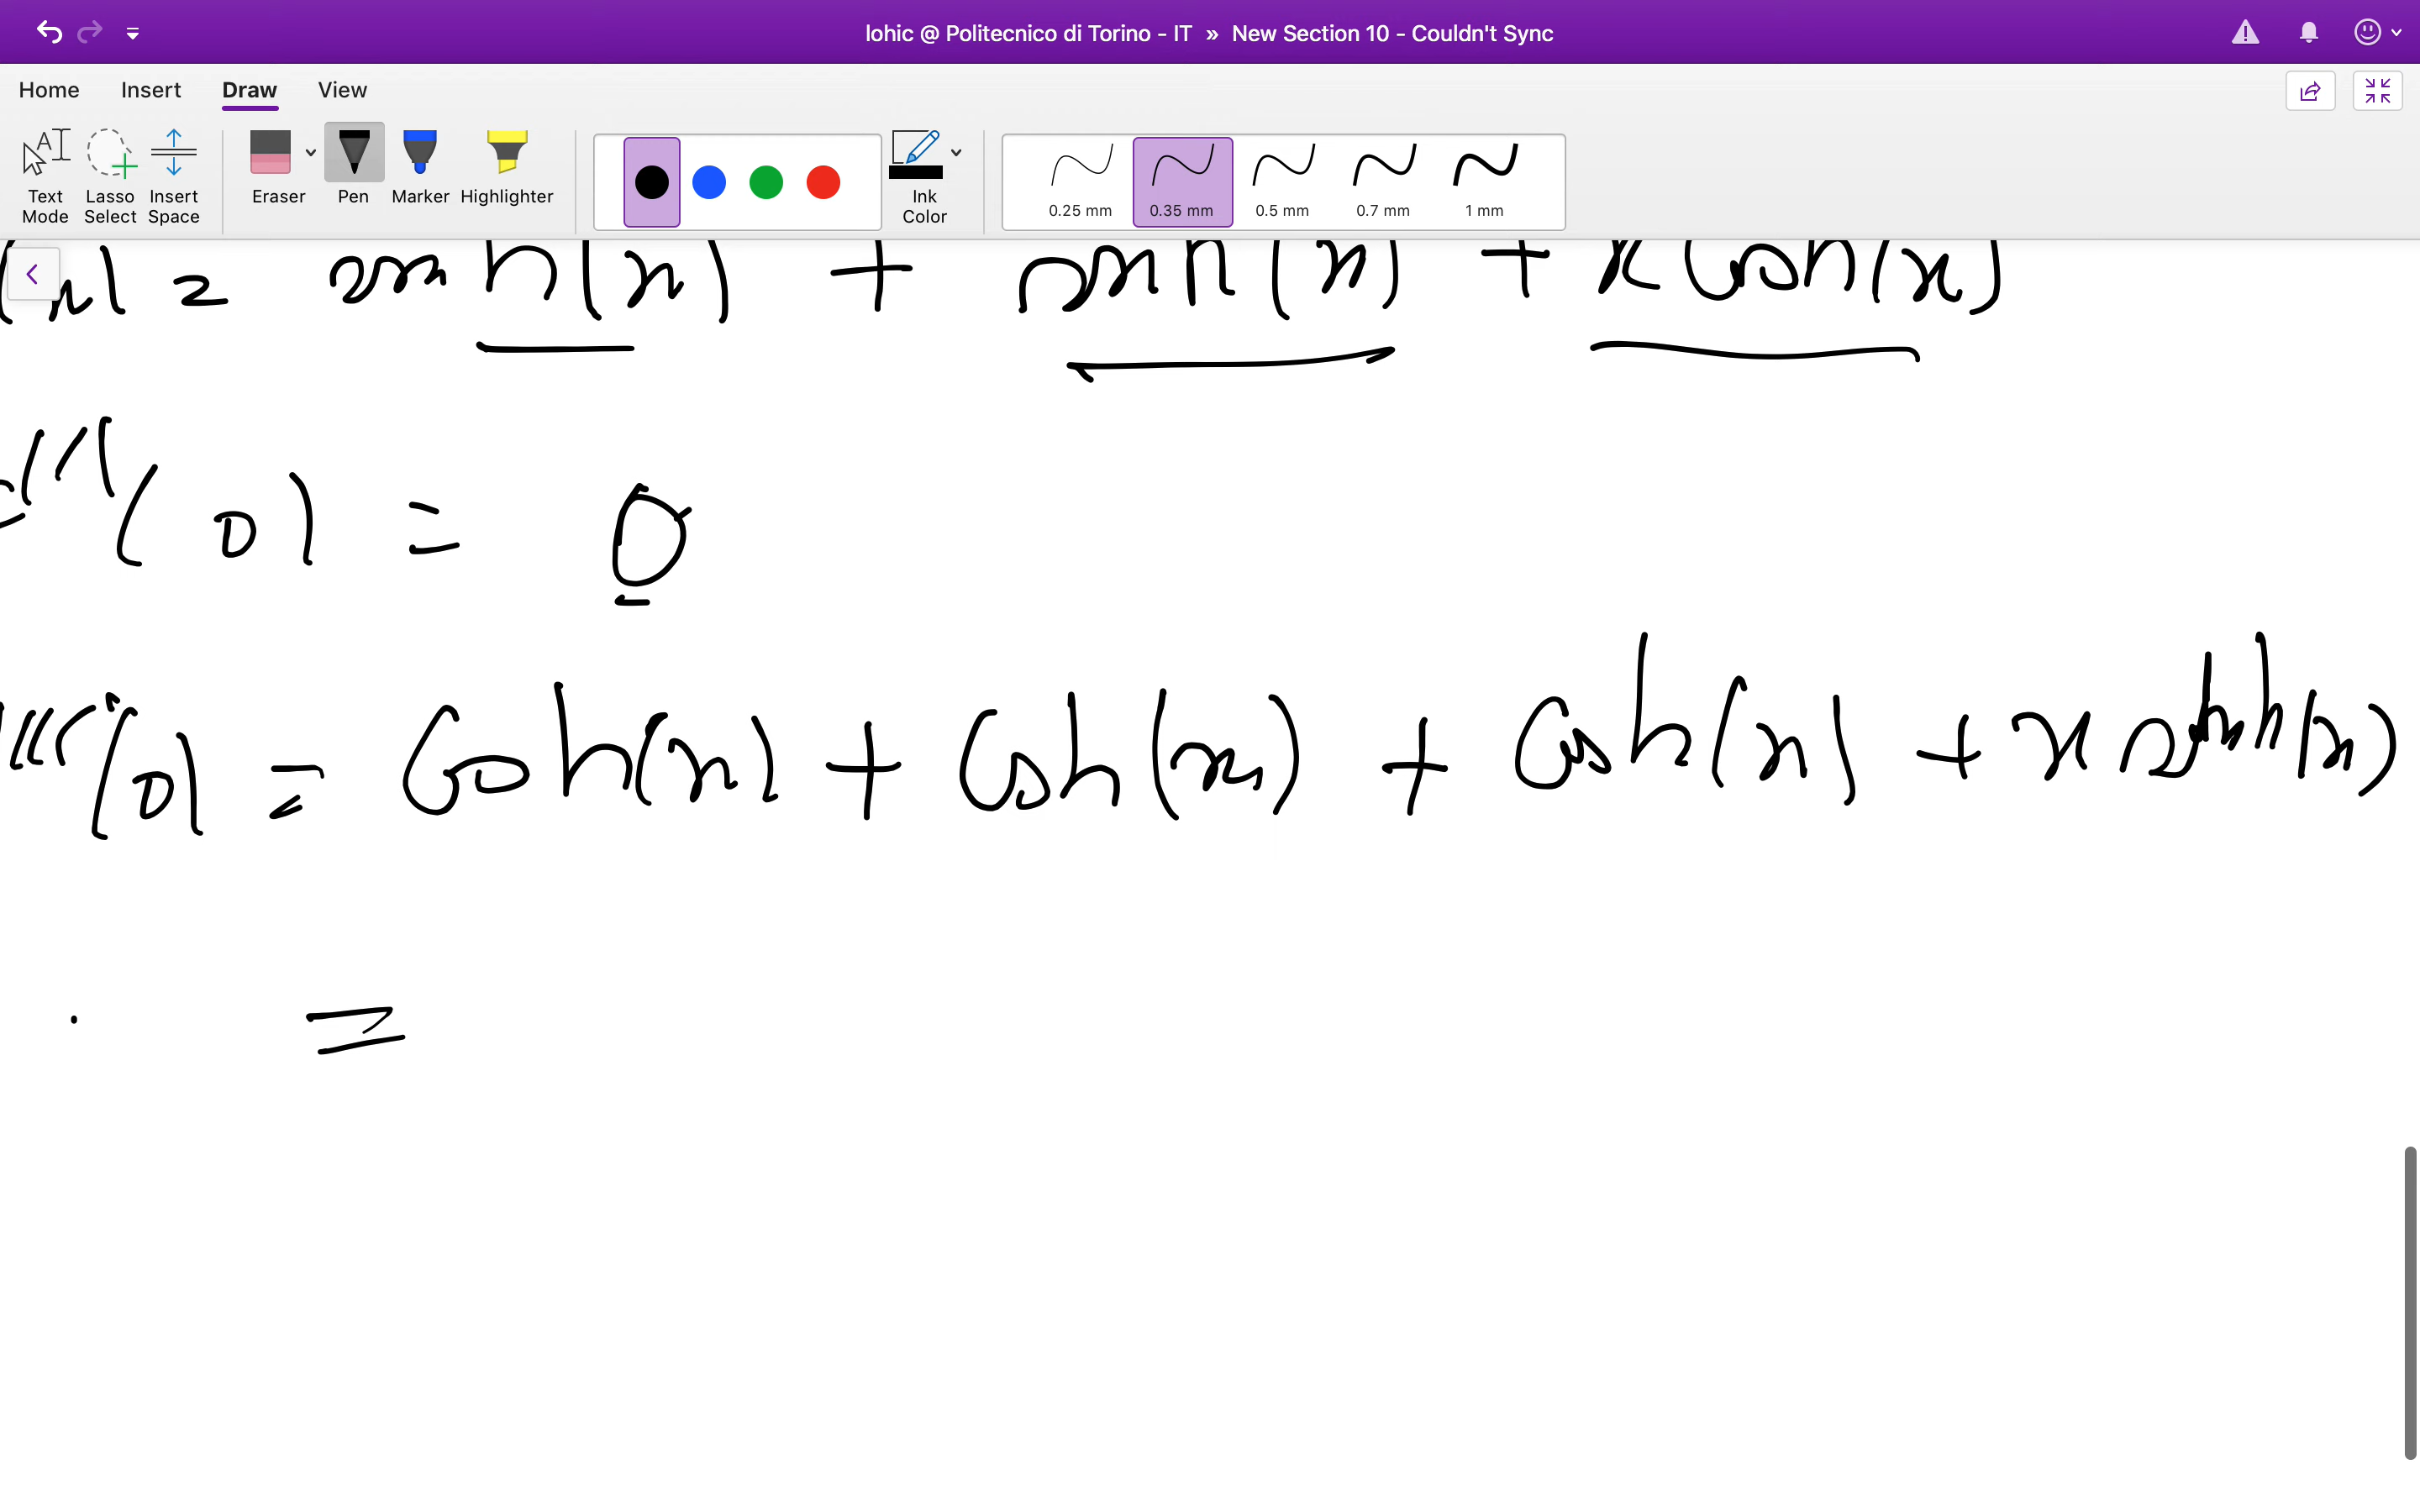 lohic @ Politecnico di Torino - IT » New Section 10 - Couldn't Sync
Home Insert Draw View
Text Mode Lasso Select Insert Space Eraser Pen Marker Highlighter Ink Color 0.25 mm 0.35 mm 0.5 mm 0.7 mm 1 mm
(x) = sinh(x) + sinh(x) + xCosh(x)
'''(0) = 0
''''(0) = Cosh(x) + Cosh(x) + Cosh(x) + x sinh(x)
=